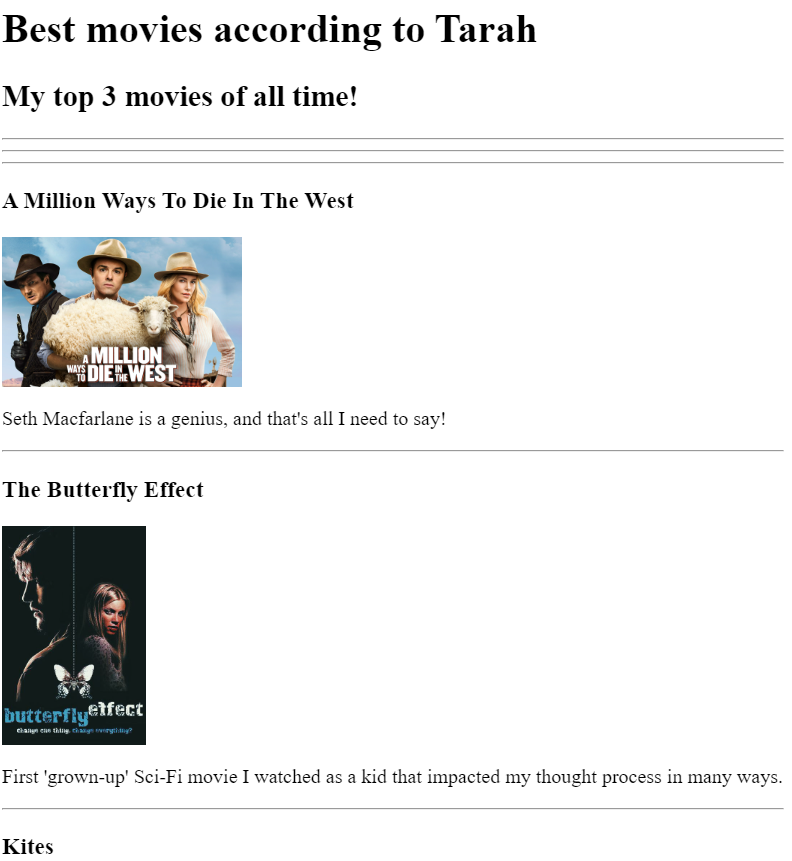 Best movies according to Tarah
My top 3 movies of all time!
A Million Ways To Die In The West
A MILLION
WAYS TO DIE IN THE WEST
Seth Macfarlane is a genius, and that's all I need to say!
The Butterfly Effect
butterfly effect
change one thing, change everything?
First 'grown-up' Sci-Fi movie I watched as a kid that impacted my thought process in many ways.
Kites